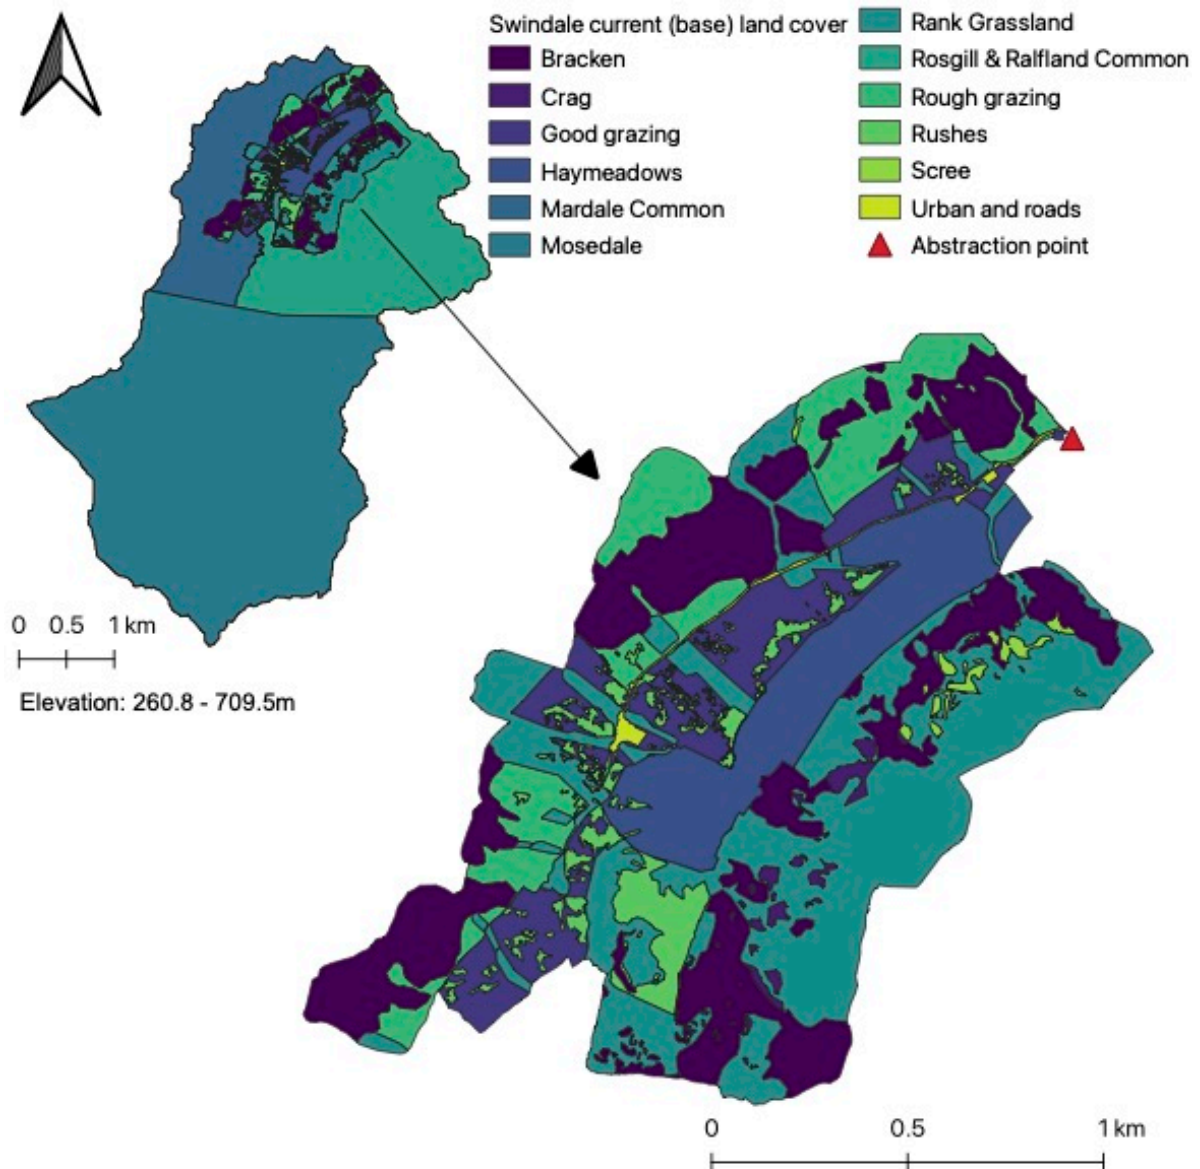 Swindale current (base) land cover
Bracken
Crag
Good grazing
Haymeadows
Mardale Common
Mosedale
Rank Grassland
Rosgill & Ralfland Common
Rough grazing
Rushes
Scree
Urban and roads
Abstraction point
0 0.5 1 km
Elevation: 260.8 - 709.5m
0 0.5 1 km